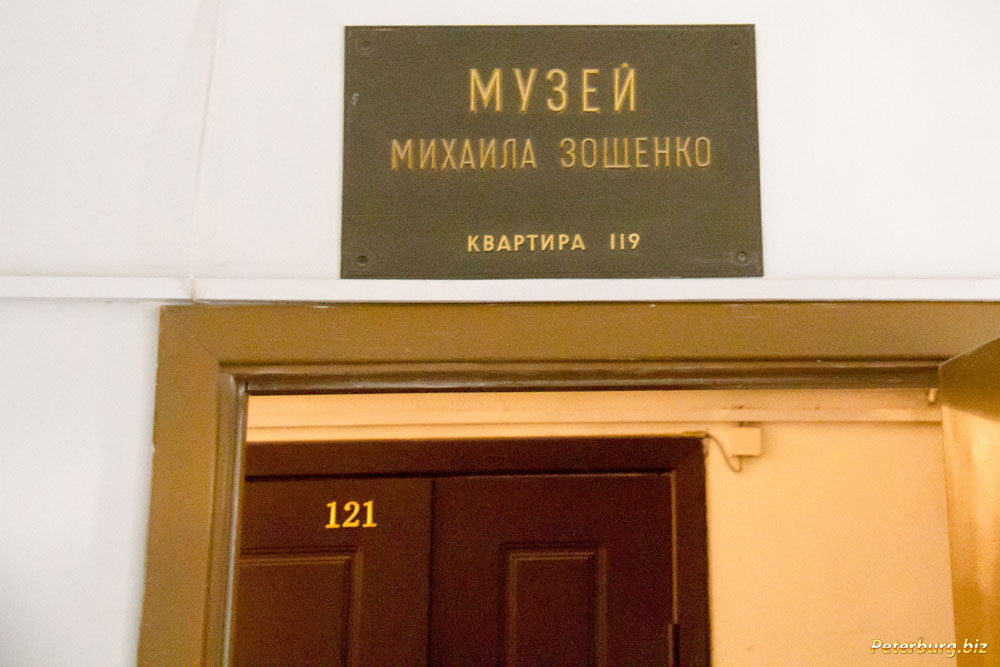 МУЗЕЙ
МИХАИЛА ЗОЩЕНКО
КВАРТИРА 119
121
Peterburg.biz